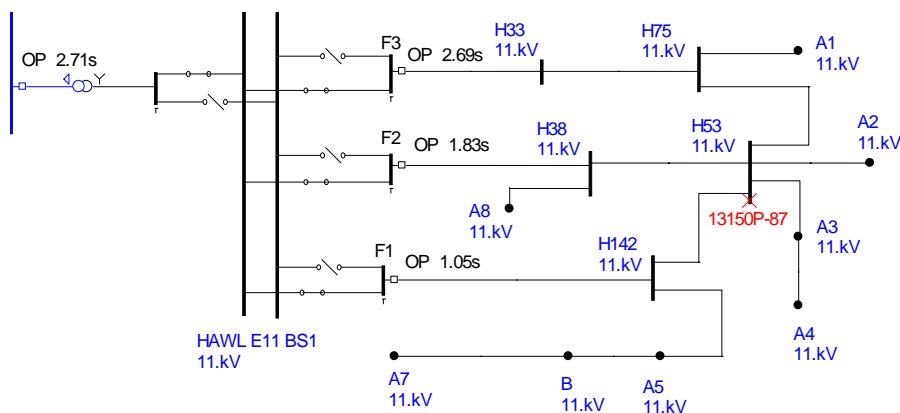 OP 2.71s
F3
OP 2.69s
H33
11.kV
H75
11.kV
A1
11.kV
F2
OP 1.83s
H38
11.kV
H53
11.kV
A2
11.kV
A8
11.kV
13150P-87
A3
11.kV
F1
OP 1.05s
H142
11.kV
HAWL E11 BS1
11.kV
A4
11.kV
A7
11.kV
B
11.kV
A5
11.kV